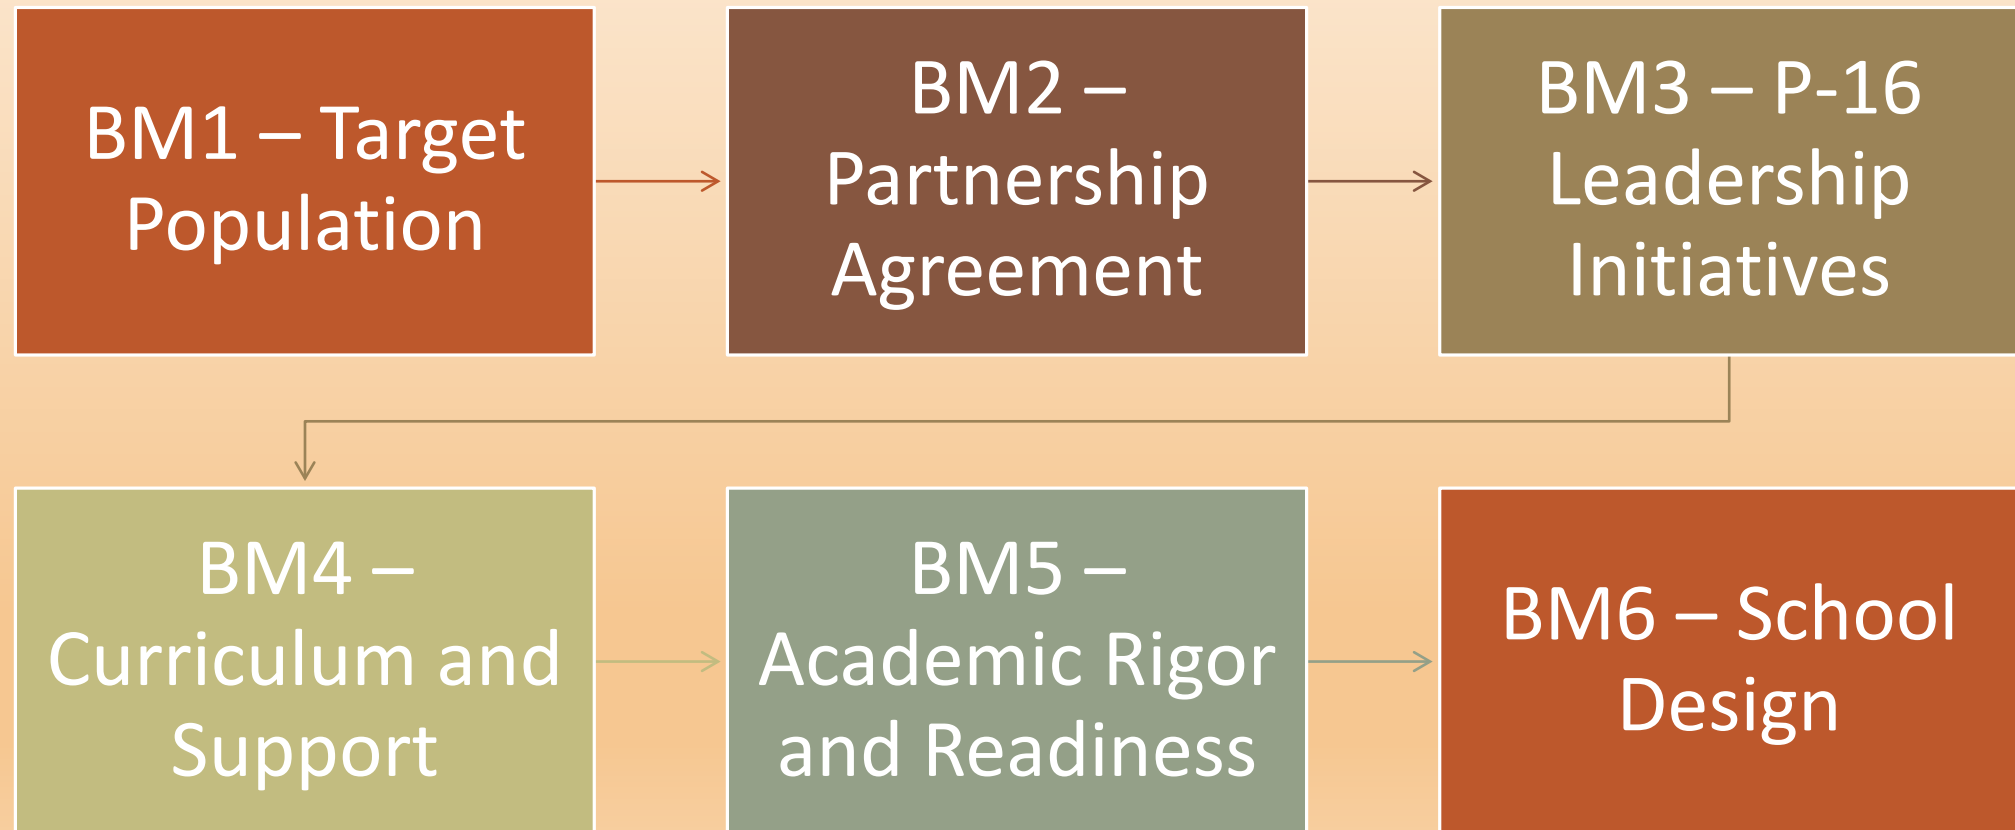 BM1 – Target
Population
BM2 –
Partnership
Agreement
BM3 – P-16
Leadership
Initiatives
BM4 –
Curriculum and
Support
BM5 –
Academic Rigor
and Readiness
BM6 – School
Design